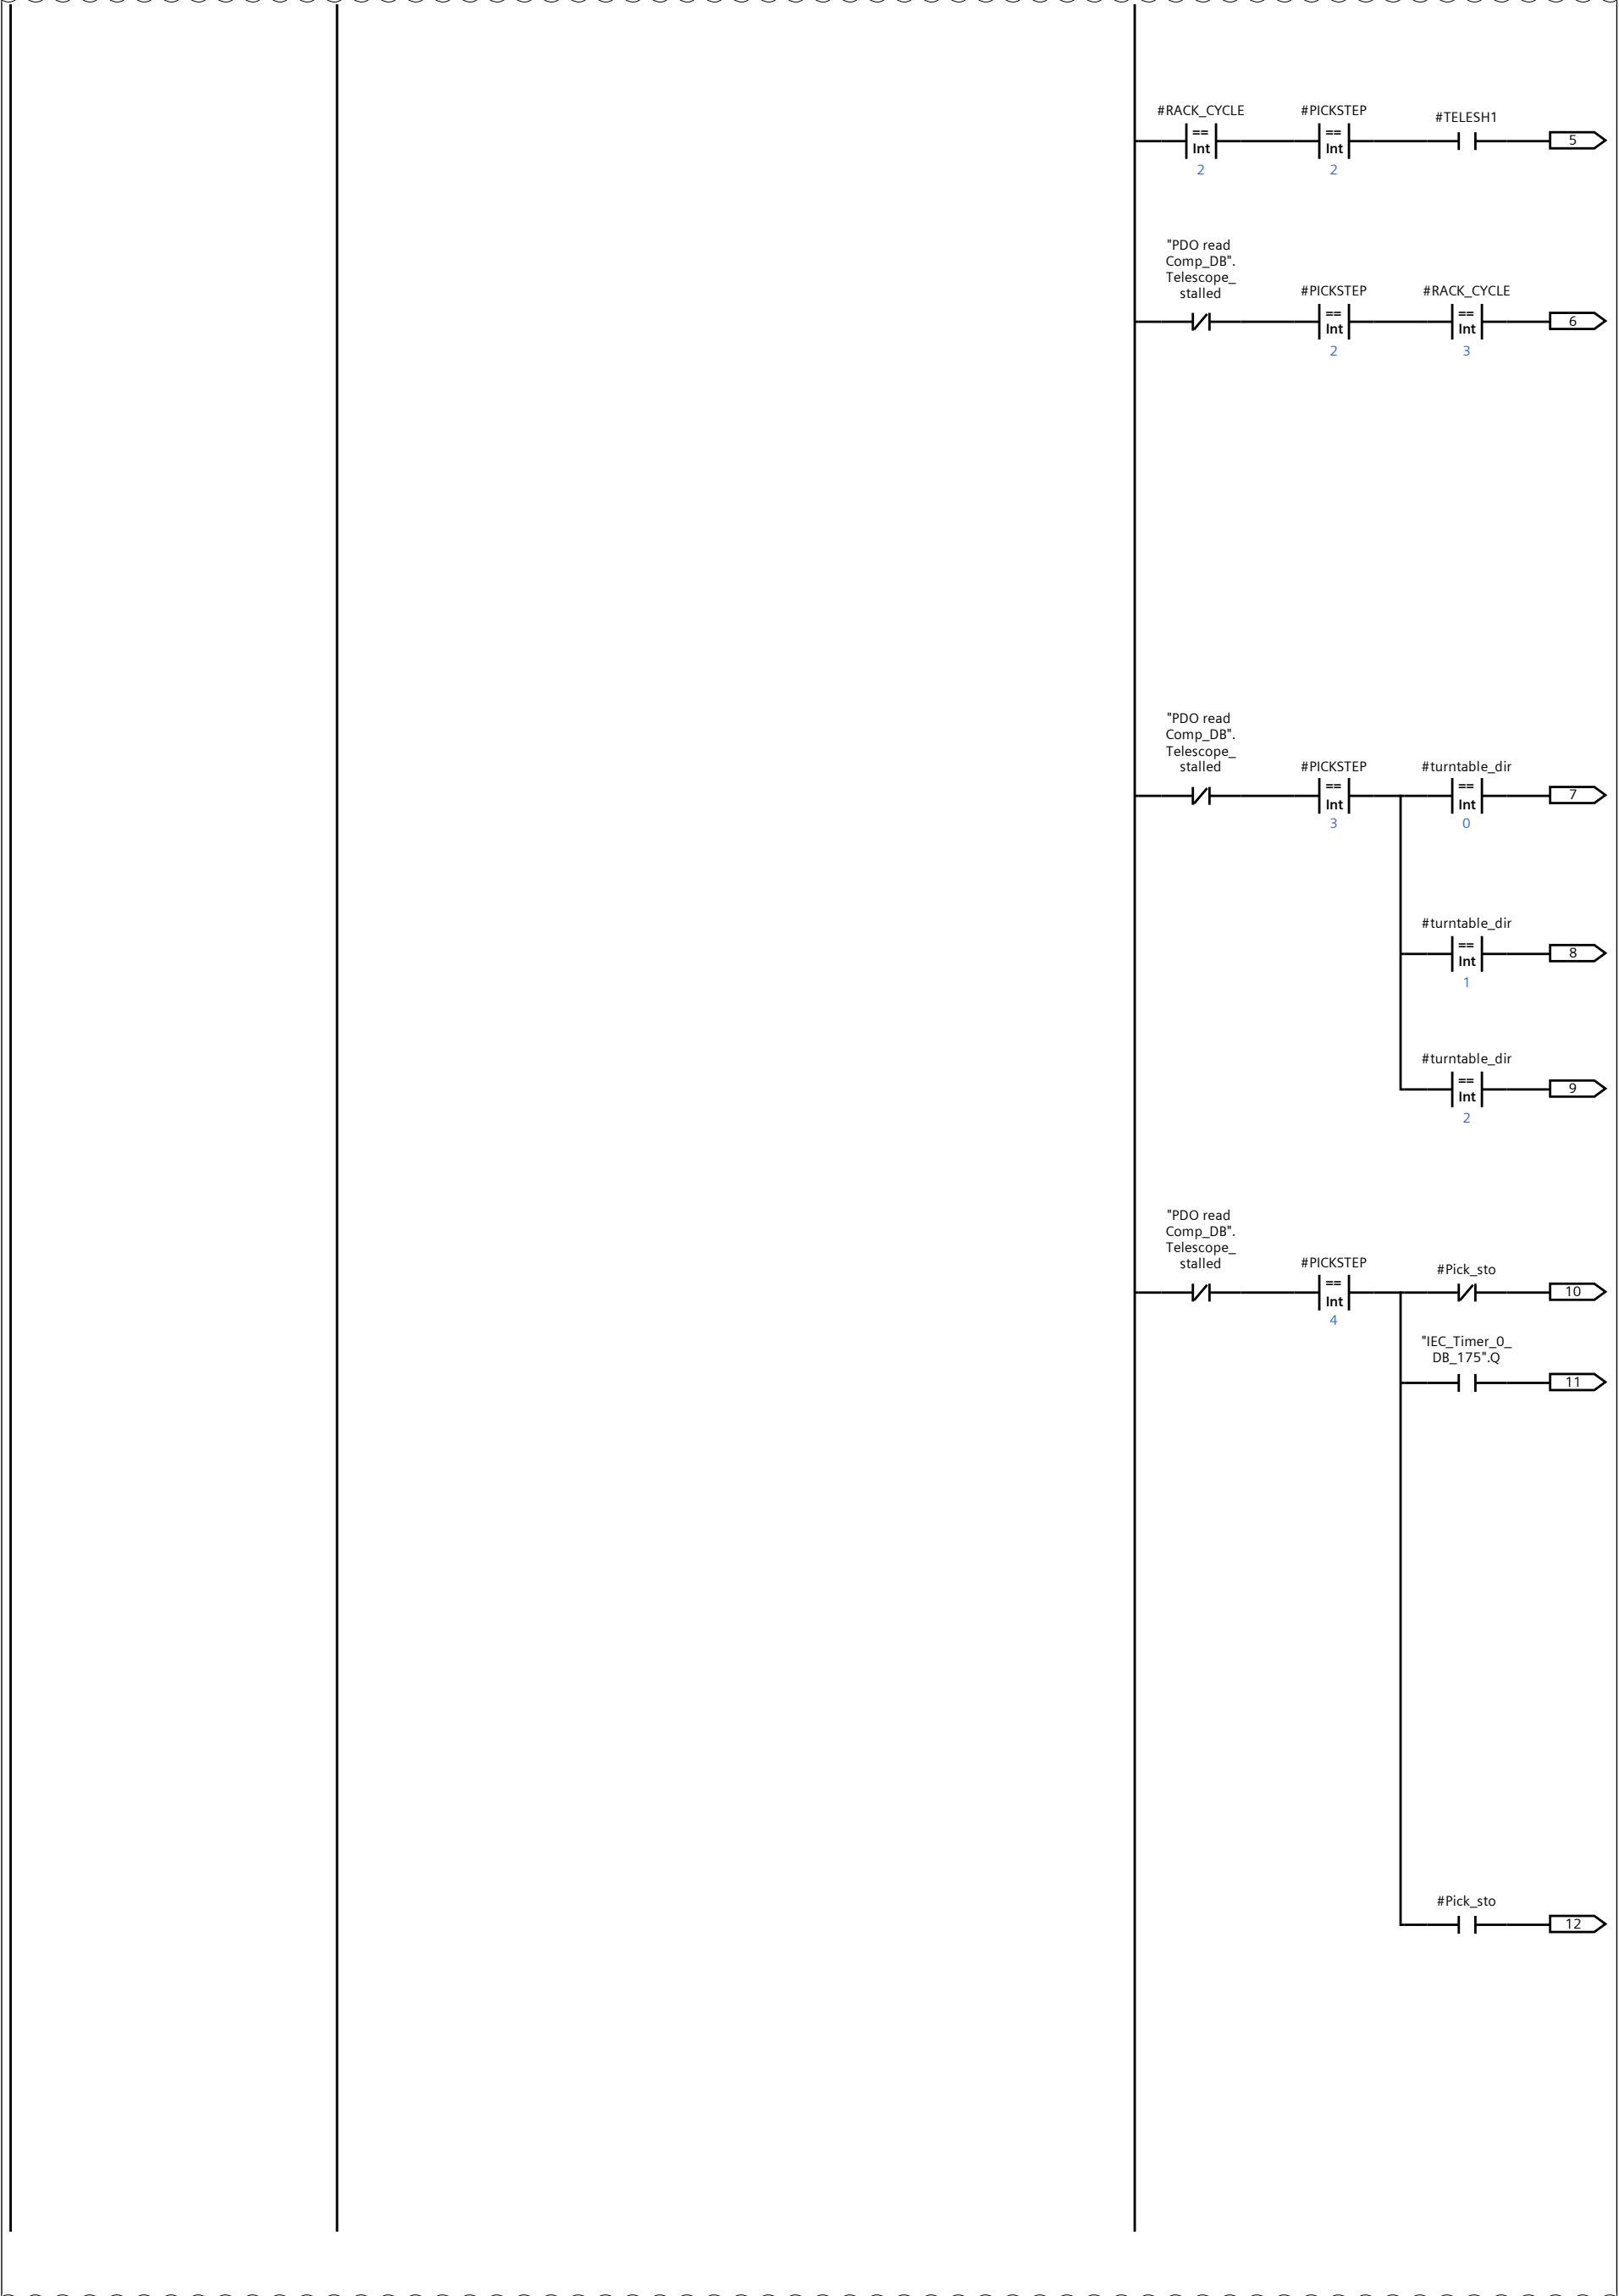 #RACK_CYCLE #PICKSTEP #TELESH1
== == 5
Int Int
2 2
"PDO read
Comp_DB".
Telescope_
stalled #PICKSTEP #RACK_CYCLE
== == 6
Int Int
2 3
"PDO read
Comp_DB".
Telescope_
stalled #PICKSTEP #turntable_dir
== == 7
Int Int
3 0
#turntable_dir
== 8
Int
1
#turntable_dir
== 9
Int
2
"PDO read
Comp_DB".
Telescope_
stalled #PICKSTEP #Pick_sto
== 10
Int
4
"IEC_Timer_0_
DB_175".Q
11
#Pick_sto
12